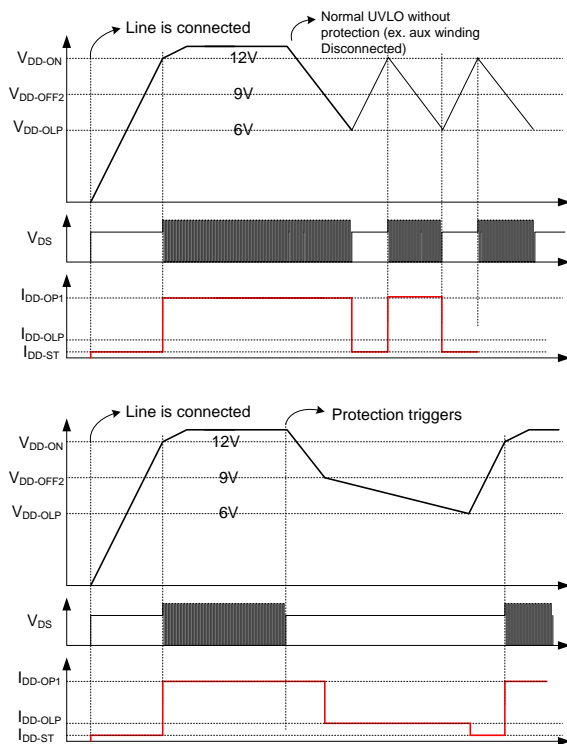 Line is connected
Normal UVLO without
protection (ex. aux winding
Disconnected)
VDD-ON
12V
VDD-OFF2
9V
VDD-OLP
6V
VDS
IDD-OP1
IDD-OLP
IDD-ST
Line is connected
Protection triggers
VDD-ON
12V
VDD-OFF2
9V
VDD-OLP
6V
VDS
IDD-OP1
IDD-OLP
IDD-ST